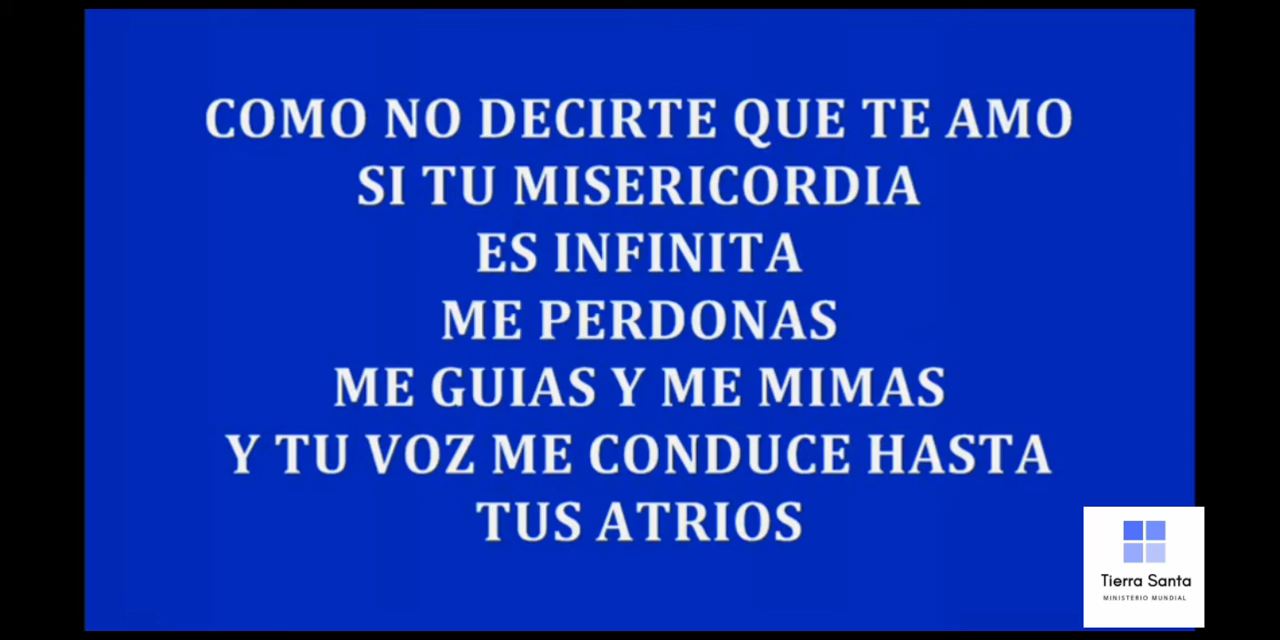 COMO NO DECIRTE QUE TE AMO
SI TU MISERICORDIA
ES INFINITA
ME PERDONAS
ME GUIAS Y ME MIMAS
Y TU VOZ ME CONDUCE HASTA
TUS ATRIOS
Tierra Santa
MINISTERIO MUNDIAL